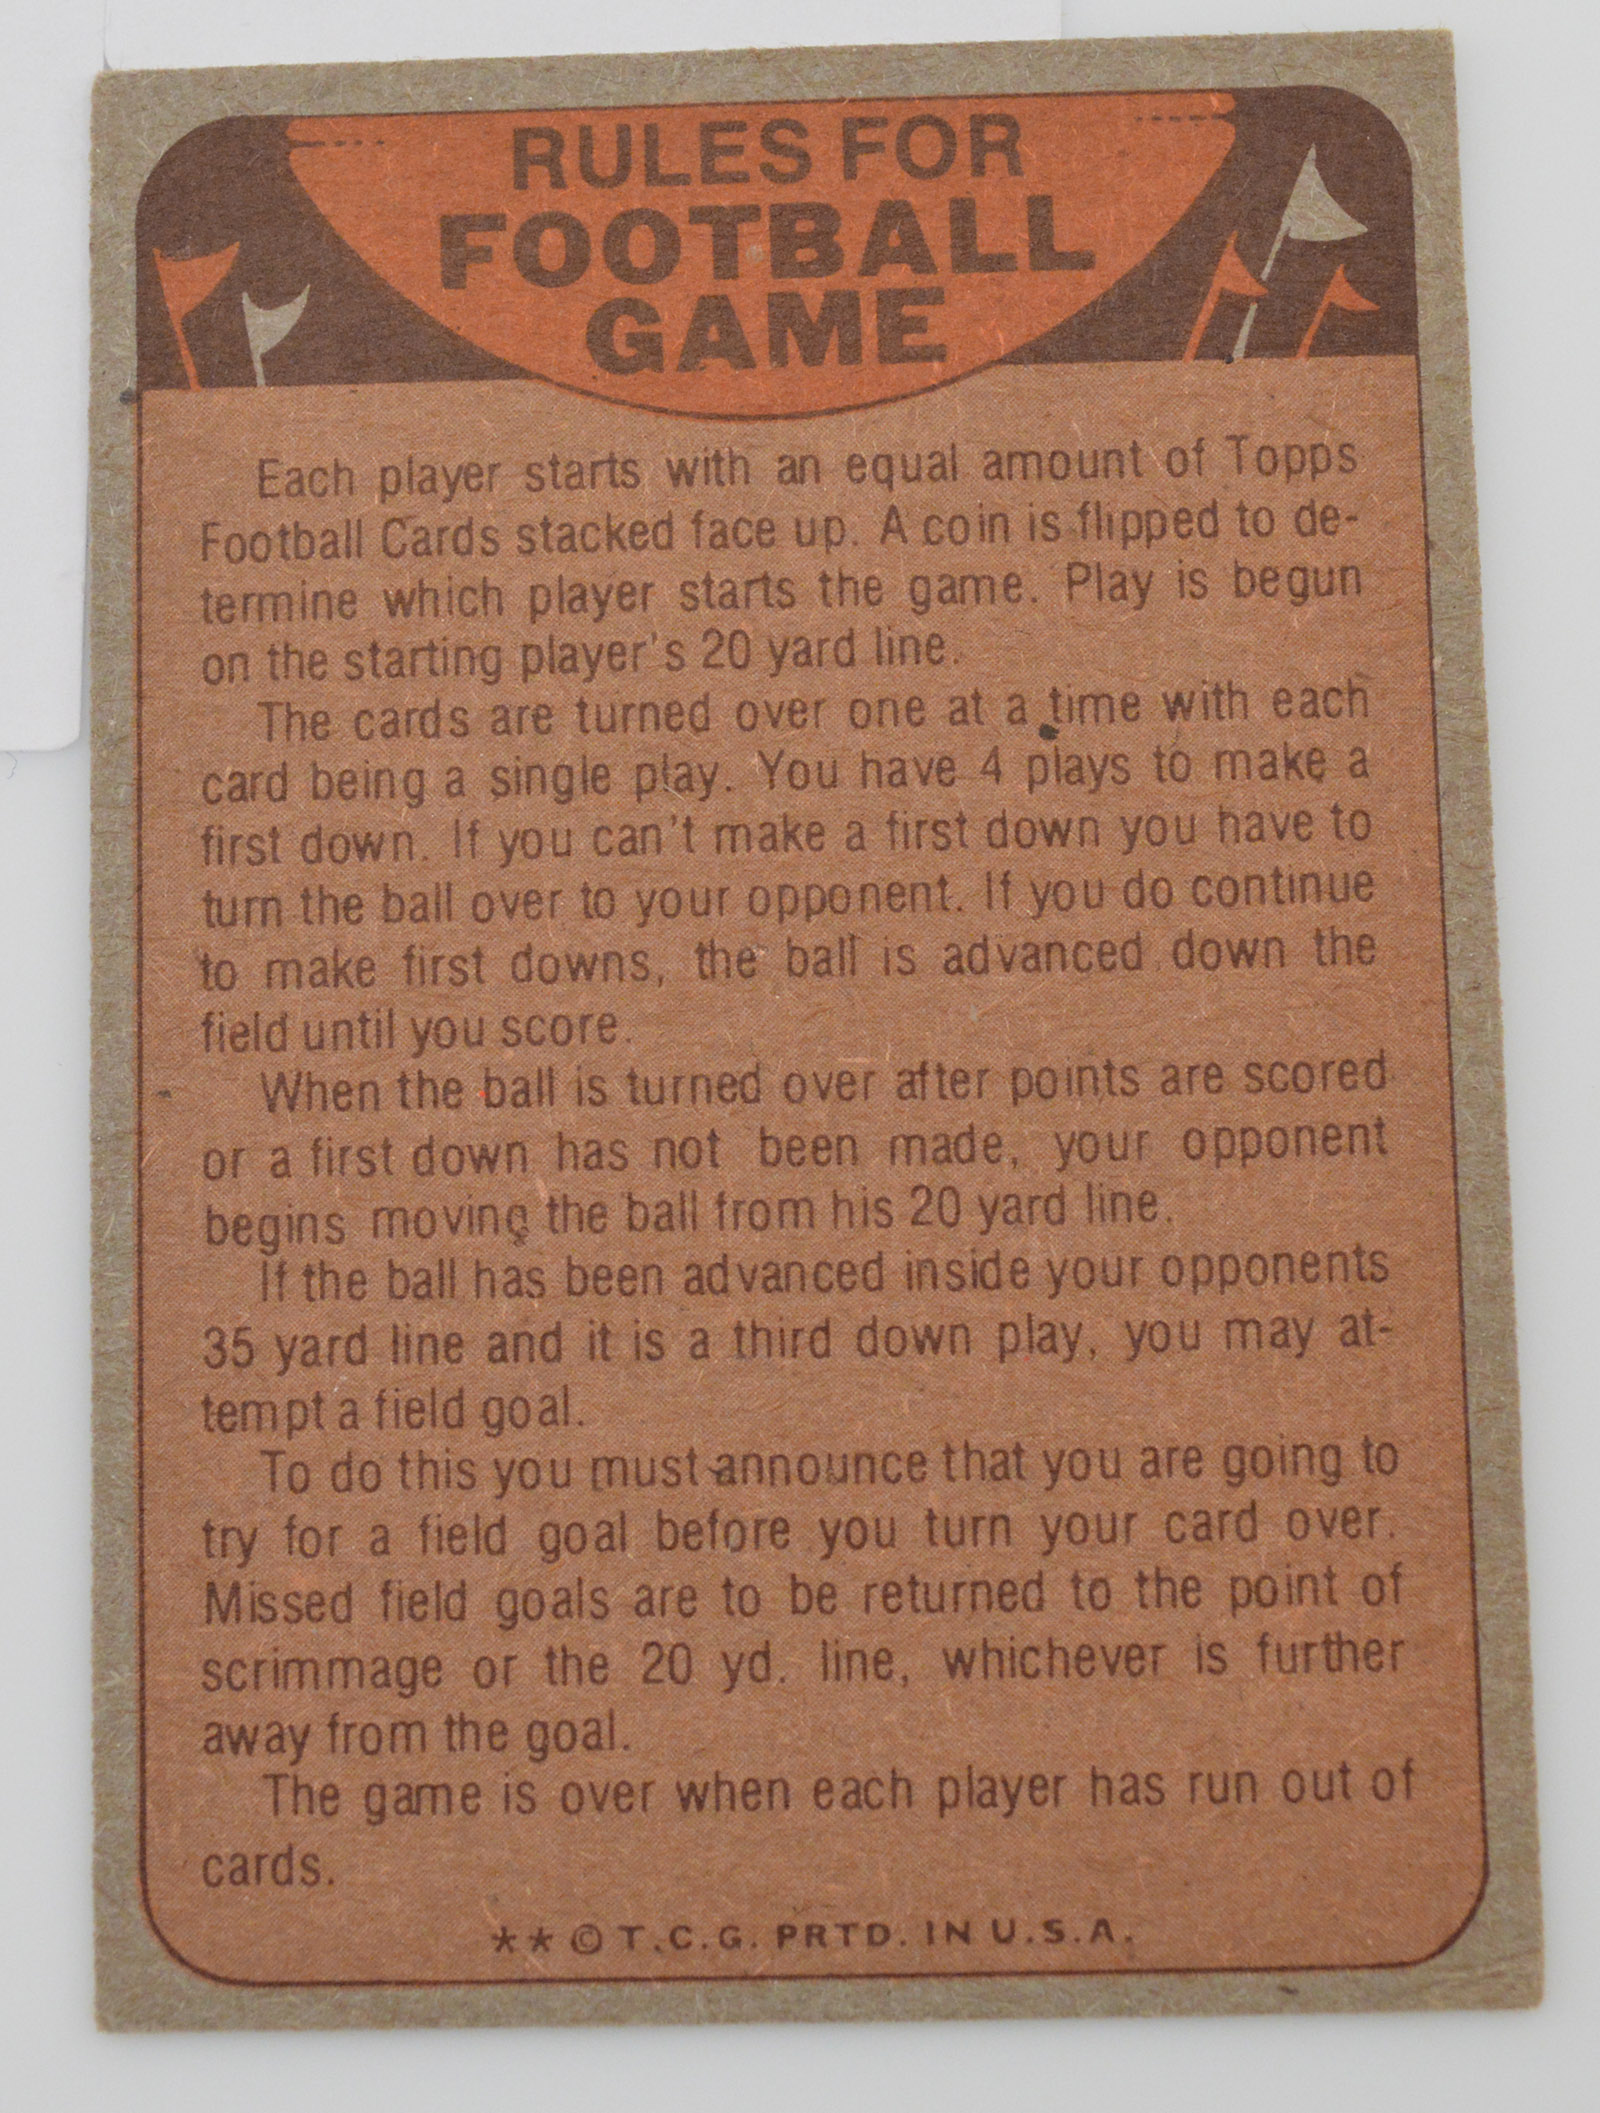 RULES FOR
FOOTBALL
GAME
Each player starts with an equal amount of Topps
Football Cards stacked face up. A coin is flipped to de-
termine which player starts the game. Play is begun
on the starting player's 20 yard line.
The cards are turned over one at a time with each
card being a single play. You have 4 plays to make a
first down. If you can't make a first down you have to
turn the ball over to your opponent. If you do continue
to make first downs, the ball is advanced down the
field until you score.
When the ball is turned over after points are scored
or a first down has not been made, your opponent
begins moving the ball from his 20 yard line.
If the ball has been advanced inside your opponents
35 yard line and it is a third down play, you may at-
tempt a field goal.
To do this you must announce that you are going to
try for a field goal before you turn your card over.
Missed field goals are to be returned to the point of
scrimmage or the 20 yd. line, whichever is further
away from the goal.
The game is over when each player has run out of
cards.
**© T.C.G. PRTD. IN U.S.A.